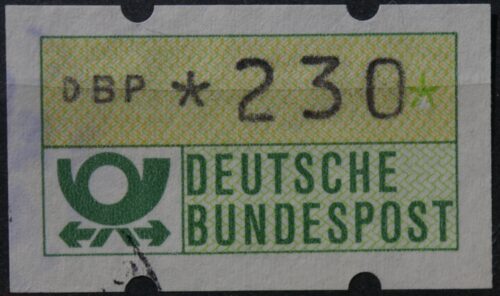 DBP *230*
DEUTSCHE
BUNDESPOST